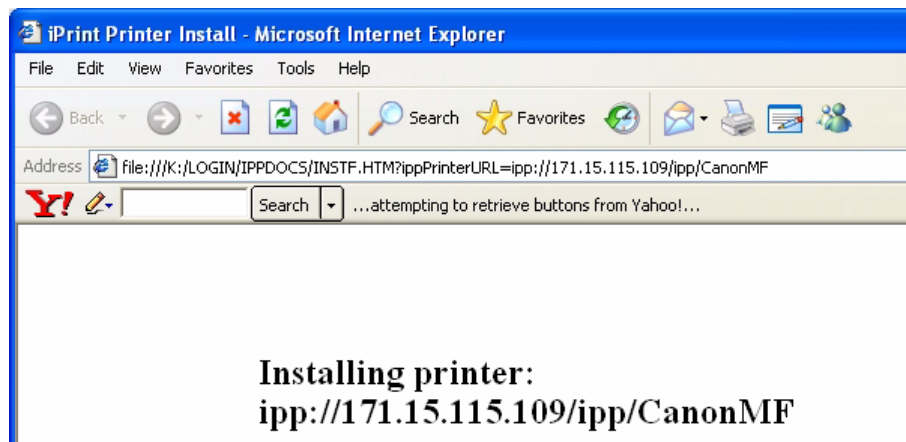 iPrint Printer Install - Microsoft Internet Explorer
File Edit View Favorites Tools Help
Back Search Favorites
Address file:///K:/LOGIN/IPPDOCS/INSTF.HTM?ippPrinterURL=ipp://171.15.115.109/ipp/CanonMF
Y! Search ...attempting to retrieve buttons from Yahoo!...
Installing printer:
ipp://171.15.115.109/ipp/CanonMF